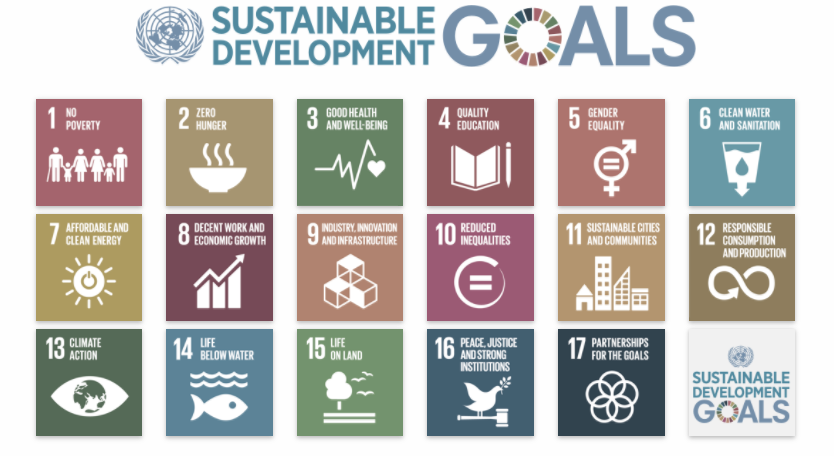 SUSTAINABLE
DEVELOPMENT
GOALS
1 NO
POVERTY
2 ZERO
HUNGER
3 GOOD HEALTH
AND WELL-BEING
4 QUALITY
EDUCATION
5 GENDER
EQUALITY
6 CLEAN WATER
AND SANITATION
7 AFFORDABLE AND
CLEAN ENERGY
8 DECENT WORK AND
ECONOMIC GROWTH
9 INDUSTRY, INNOVATION
AND INFRASTRUCTURE
10 REDUCED
INEQUALITIES
11 SUSTAINABLE CITIES
AND COMMUNITIES
12 RESPONSIBLE
CONSUMPTION
AND PRODUCTION
13 CLIMATE
ACTION
14 LIFE
BELOW WATER
15 LIFE
ON LAND
16 PEACE, JUSTICE
AND STRONG
INSTITUTIONS
17 PARTNERSHIPS
FOR THE GOALS
SUSTAINABLE
DEVELOPMENT
GOALS